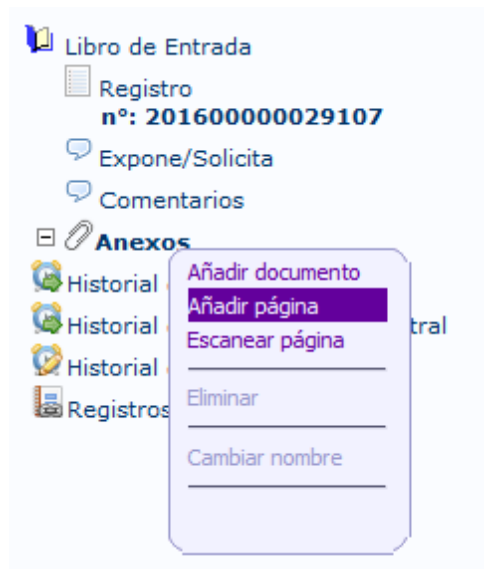 Libro de Entrada
Registro
n°: 201600000029107
Expone/Solicita
Comentarios
Anexos
Historial
Historial tral
Historial
Registros
Añadir documento
Añadir página
Escanear página
Eliminar
Cambiar nombre